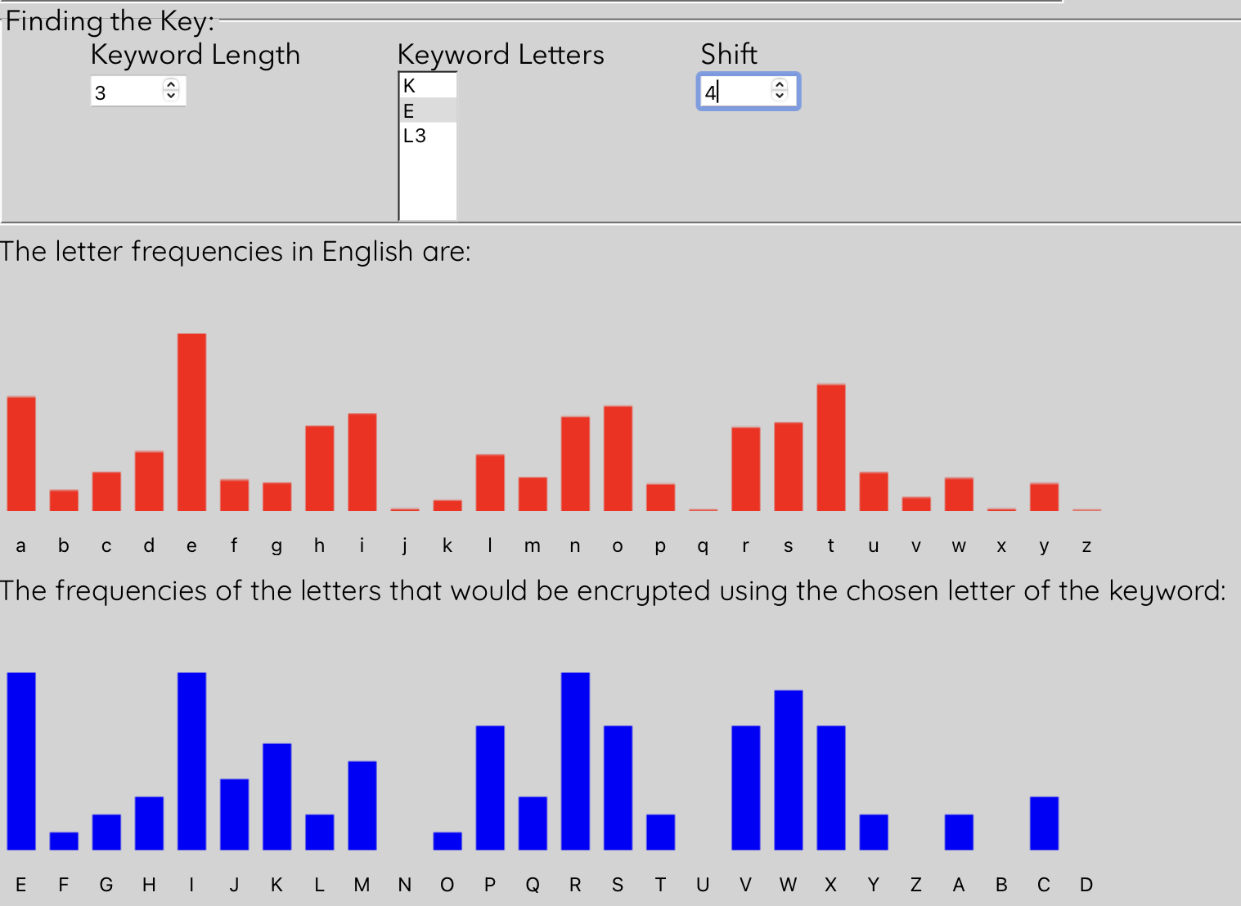 Finding the Key:
Keyword Length Keyword Letters Shift
3 K 4
E
L3
The letter frequencies in English are:
a b c d e f g h i j k l m n o p q r s t u v w x y z
The frequencies of the letters that would be encrypted using the chosen letter of the keyword:
E F G H I J K L M N O P Q R S T U V W X Y Z A B C D